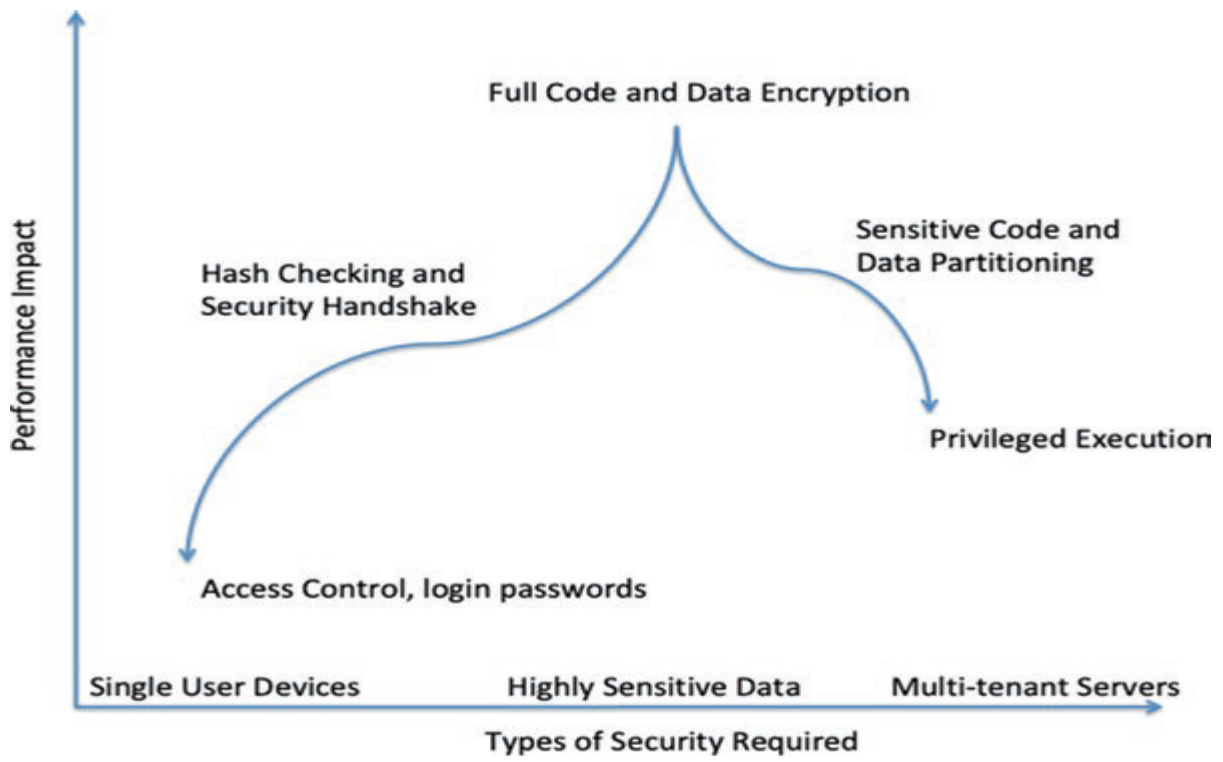 Full Code and Data Encryption
Sensitive Code and
Data Partitioning
Hash Checking and
Security Handshake
Performance Impact
Privileged Execution
Access Control, login passwords
Single User Devices
Highly Sensitive Data
Multi-tenant Servers
Types of Security Required